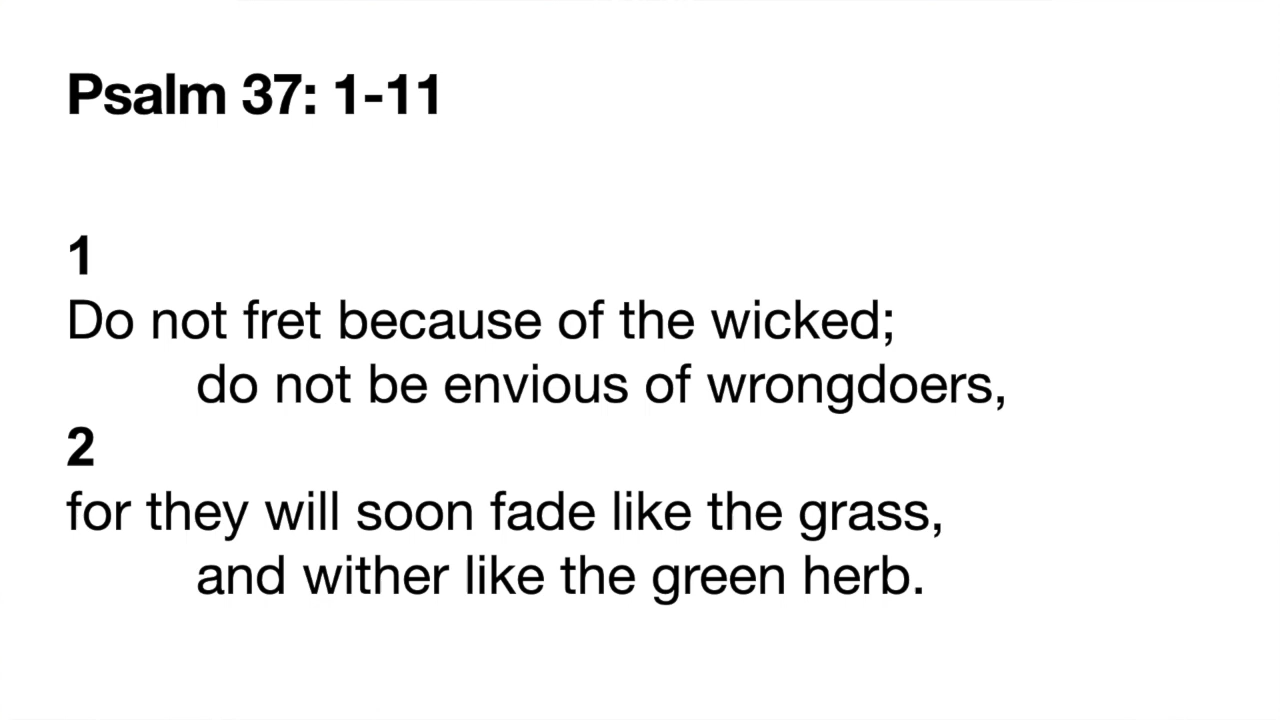 Psalm 37: 1-11
1
Do not fret because of the wicked;
do not be envious of wrongdoers,
2
for they will soon fade like the grass,
and wither like the green herb.